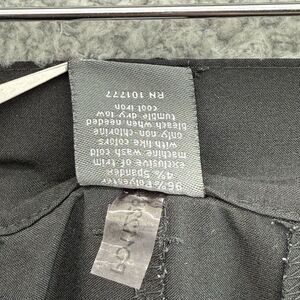 96% Polyester
4% Spandex
exclusive of trim
machine wash cold
with like colors
only non-chlorine
bleach when needed
tumble dry low
cool iron
RN 101777